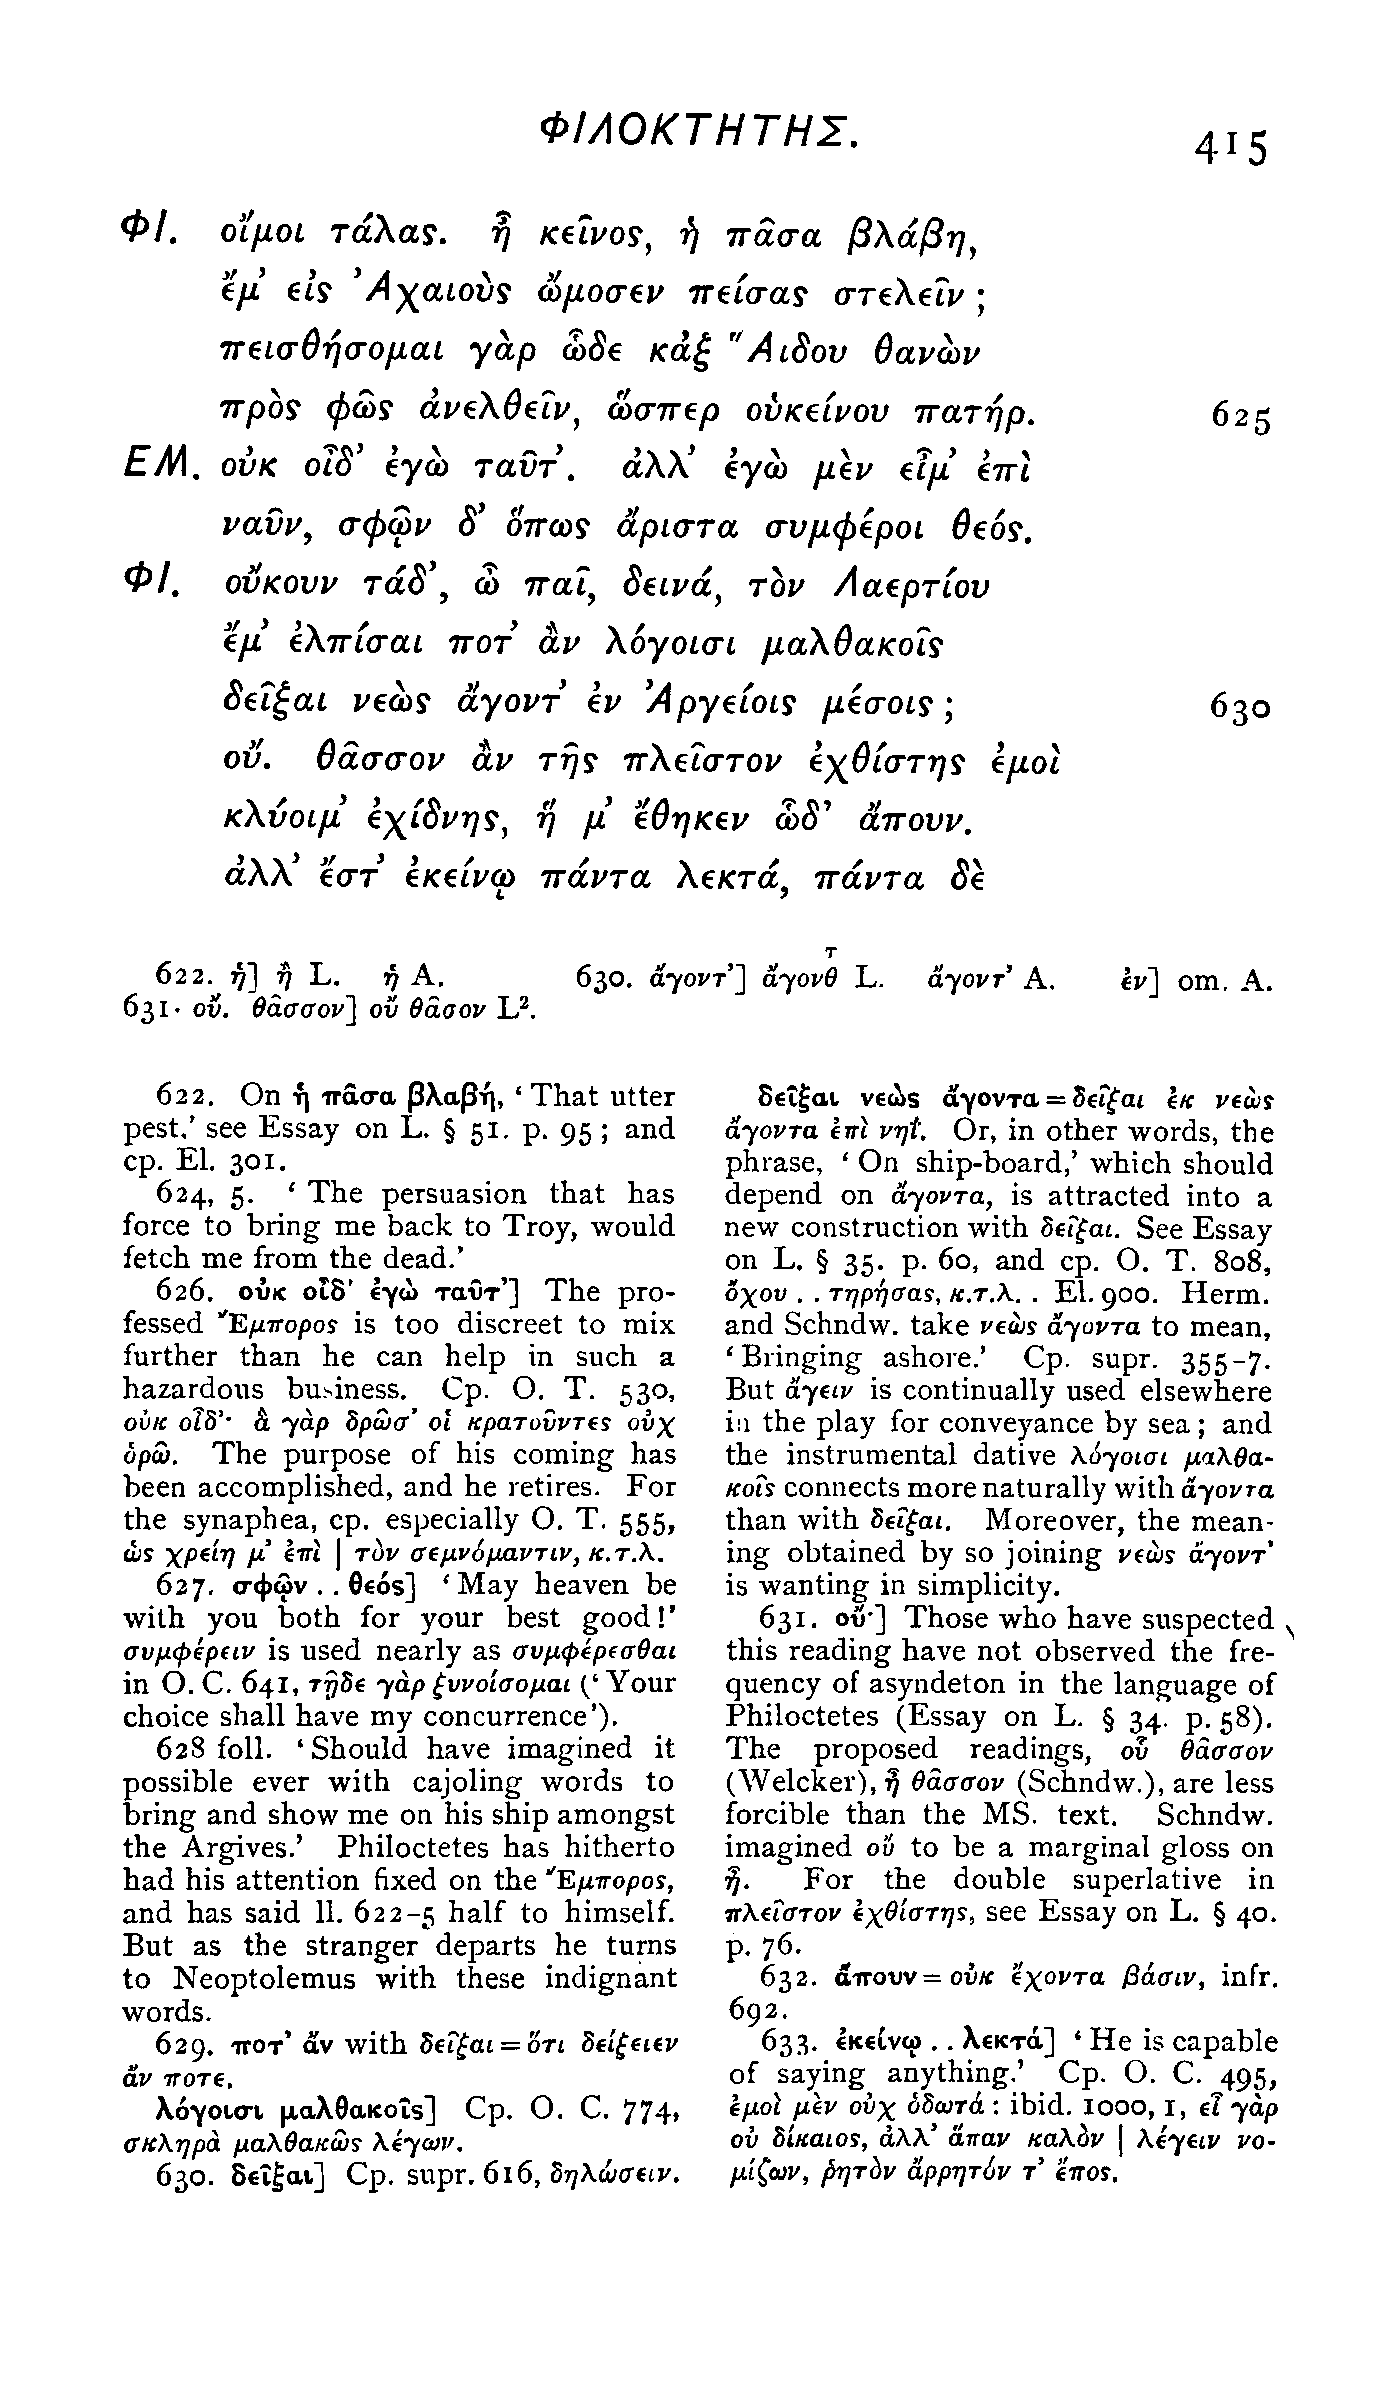 ΦΙΛΟΚΤΗΤΗΣ.
415
ΦΙ. οἴμοι τάλας. ἦ κεῖνος, ἡ πᾶσα βλάβη,
ἔμ’ εἰς Ἀχαιοὺς ὤμοσεν πείσας στελεῖν ;
πεισθήσομαι γὰρ ὧδε κἀξ Ἅιδου θανὼν
πρὸς φῶς ἀνελθεῖν, ὥσπερ οὑκείνου πατήρ. 625
ΕΜ. οὐκ οἶδ’ ἐγὼ ταῦτ’. ἀλλ’ ἐγὼ μὲν εἶμ’ ἐπὶ
ναῦν, σφῷν δ’ ὅπως ἄριστα συμφέροι θεός.
ΦΙ. οὔκουν τάδ’, ὦ παῖ, δεινά, τὸν Λαερτίου
ἔμ’ ἐλπίσαι ποτ’ ἂν λόγοισι μαλθακοῖς
δεῖξαι νεὼς ἄγοντ’ ἐν Ἀργείοις μέσοις ; 630
οὔ. θᾶσσον ἂν τῆς πλεῖστον ἐχθίστης ἐμοὶ
κλύοιμ’ ἐχίδνης, ἥ μ’ ἔθηκεν ὧδ’ ἄπουν.
ἀλλ’ ἔστ’ ἐκείνῳ πάντα λεκτά, πάντα δὲ
622. ἡ] ἢ L. ἡ A. 630. ἄγοντ’] ἄγονθ τ L. ἄγοντ’ A. ἐν] om. A.
631. οὔ. θᾶσσον] οὔ θᾶσον L².
622. On ἡ πᾶσα βλαβή, ‘That utter
pest,’ see Essay on L. § 51. p. 95 ; and
cp. El. 301.
624, 5. ‘The persuasion that has
force to bring me back to Troy, would
fetch me from the dead.’
626. οὐκ οἶδ’ ἐγὼ ταῦτ’] The pro-
fessed Ἔμπορος is too discreet to mix
further than he can help in such a
hazardous business. Cp. O. T. 530,
οὐκ οἶδ’· ἃ γὰρ δρῶσ’ οἱ κρατοῦντες οὐχ
ὁρῶ. The purpose of his coming has
been accomplished, and he retires. For
the synaphea, cp. especially O. T. 555,
ὡς χρείη μ’ ἐπὶ | τὸν σεμνόμαντιν, κ.τ.λ.
627. σφῷν . . θεός] ‘May heaven be
with you both for your best good!’
συμφέρειν is used nearly as συμφέρεσθαι
in O. C. 641, τῇδε γὰρ ξυνοίσομαι (‘Your
choice shall have my concurrence’).
628 foll. ‘Should have imagined it
possible ever with cajoling words to
bring and show me on his ship amongst
the Argives.’ Philoctetes has hitherto
had his attention fixed on the Ἔμπορος,
and has said ll. 622-5 half to himself.
But as the stranger departs he turns
to Neoptolemus with these indignant
words.
629. ποτ’ ἄν with δεῖξαι = ὅτι δείξειεν
ἄν ποτε.
λόγοισι μαλθακοῖς] Cp. O. C. 774,
σκληρὰ μαλθακῶς λέγων.
630. δεῖξαι] Cp. supr. 616, δηλώσειν.
δεῖξαι νεὼς ἄγοντα = δεῖξαι ἐκ νεὼς
ἄγοντα ἐπὶ νηΐ. Or, in other words, the
phrase, ‘On ship-board,’ which should
depend on ἄγοντα, is attracted into a
new construction with δεῖξαι. See Essay
on L. § 35. p. 60, and cp. O. T. 808,
ὄχου . . τηρήσας, κ.τ.λ. . El. 900. Herm.
and Schndw. take νεὼς ἄγοντα to mean,
‘Bringing ashore.’ Cp. supr. 355-7.
But ἄγειν is continually used elsewhere
in the play for conveyance by sea ; and
the instrumental dative λόγοισι μαλθα-
κοῖς connects more naturally with ἄγοντα
than with δεῖξαι. Moreover, the mean-
ing obtained by so joining νεὼς ἄγοντ’
is wanting in simplicity.
631. οὔ·] Those who have suspected
this reading have not observed the fre-
quency of asyndeton in the language of
Philoctetes (Essay on L. § 34. p. 58).
The proposed readings, οὗ θᾶσσον
(Welcker), ἦ θᾶσσον (Schndw.), are less
forcible than the MS. text. Schndw.
imagined οὔ to be a marginal gloss on
ἦ. For the double superlative in
πλεῖστον ἐχθίστης, see Essay on L. § 40.
p. 76.
632. ἄπουν = οὐκ ἔχοντα βάσιν, infr.
692.
633. ἐκείνῳ . . λεκτά] ‘He is capable
of saying anything.’ Cp. O. C. 495,
ἐμοὶ μὲν οὐχ ὁδωτά : ibid. 1000, 1, εἶ γὰρ
οὐ δίκαιος, ἀλλ’ ἅπαν καλὸν | λέγειν νο-
μίζων, ῥητὸν ἄρρητόν τ’ ἔπος.